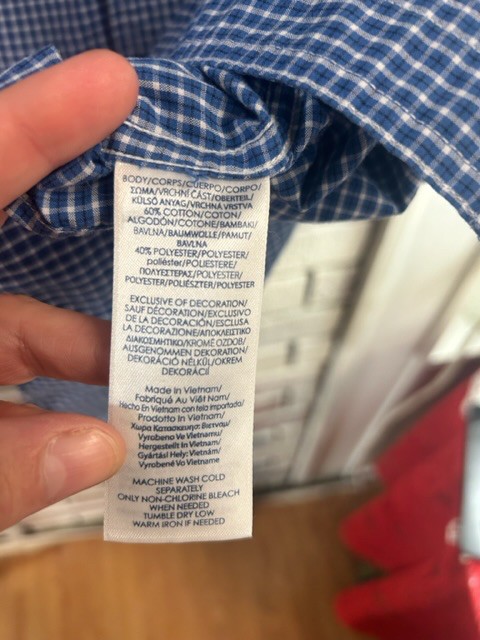 BODY/CORPS/CUERPO/CORPO/
ΣΩΜΑ/VRCHNÍ ČÁST/OBERTEIL/
KÜLSŐ ANYAG/VRCHNÁ VRSTVA
60% COTTON/COTON/
ALGODÓN/COTONE/ΒΑΜΒΑΚΙ/
BAVLNA/BAUMWOLLE/PAMUT/
BAVLNA
40% POLYESTER/POLYESTER/
poliéster/POLIESTERE/
ΠΟΛΥΕΣΤΕΡΑΣ/POLYESTER/
POLYESTER/POLIÉSZTER/POLYESTER
EXCLUSIVE OF DECORATION/
SAUF DÉCORATION/EXCLUSIVO
DE LA DECORACIÓN/ESCLUSA
LA DECORAZIONE/ΑΠΟΚΛΕΙΣΤΙΚΟ
ΔΙΑΚΟΣΜΗΤΙΚΟ/KROMĚ OZDOB/
AUSGENOMMEN DEKORATION/
DEKORÁCIÓ NÉLKÜL/OKREM
DEKORÁCIÍ
Made In Vietnam/
Fabriqué Au Viêt Nam/
Hecho En Vietnam con tela importada/
Prodotto In Vietnam/
Χωρα Κατασκευησ: Βιετναμ/
Vyrobeno Ve Vietnamu/
Hergestellt In Vietnam/
Gyártási Hely: Vietnám/
Vyrobené Vo Vietname
MACHINE WASH COLD
SEPARATELY
ONLY NON-CHLORINE BLEACH
WHEN NEEDED
TUMBLE DRY LOW
WARM IRON IF NEEDED